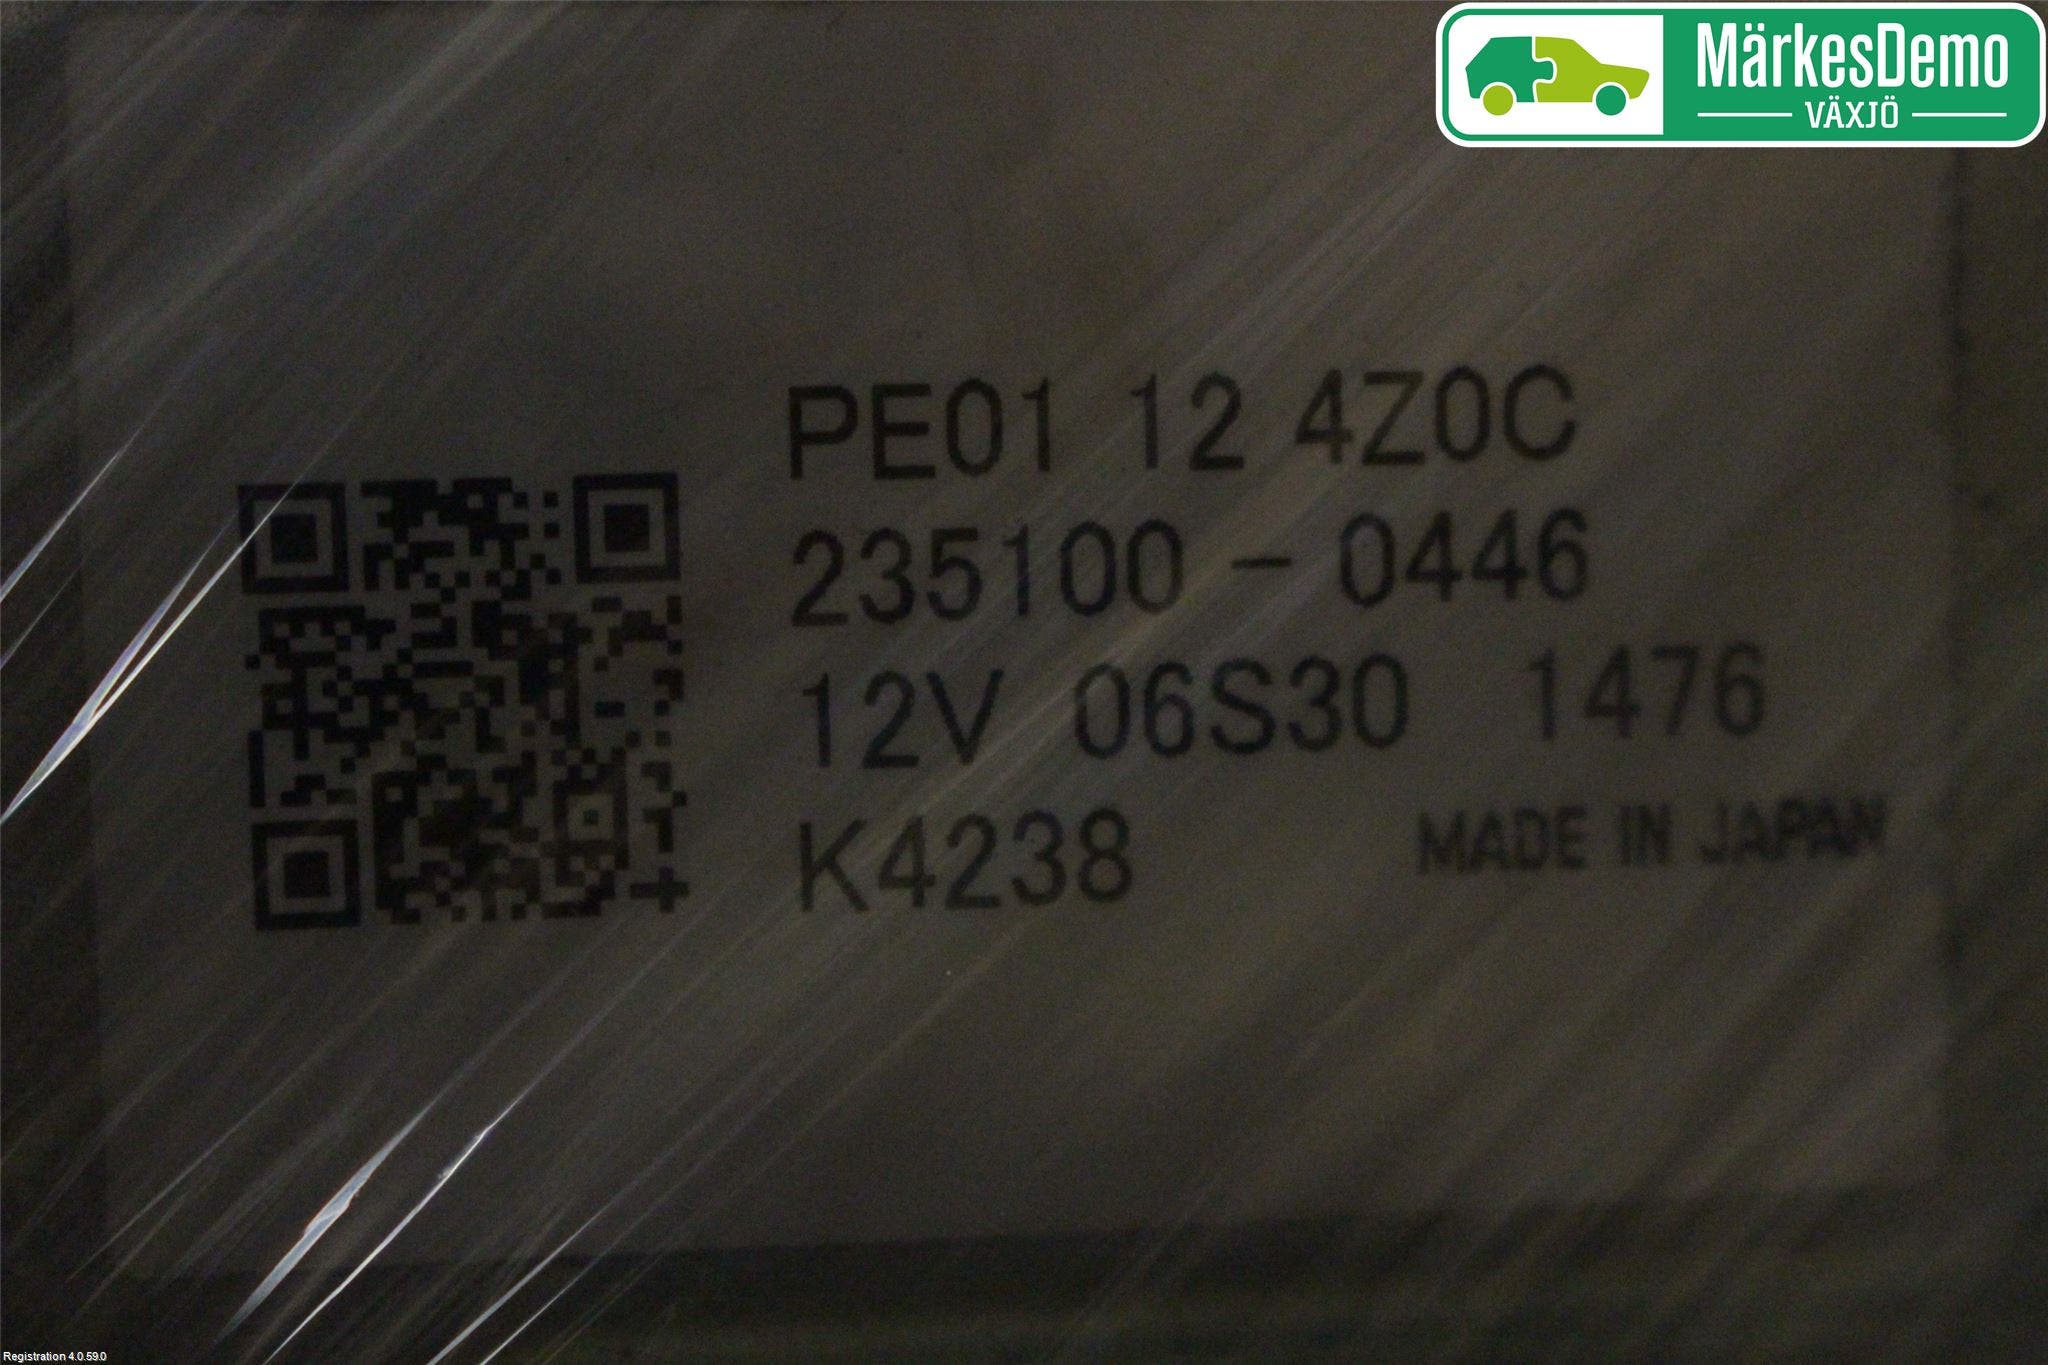 MärkesDemo
VÄXJÖ
PE01 12 4Z0C
235100-0446
12V 06S30 1476
K4238
MADE IN JAPAN
Registration 4.0.59.0